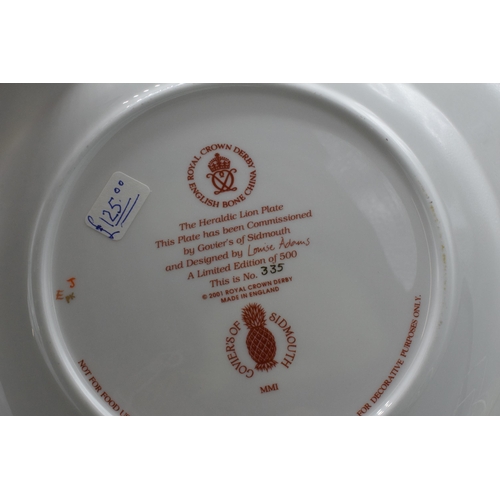 ROYAL CROWN DERBY
ENGLISH BONE CHINA
£125.00
The Heraldic Lion Plate
This Plate has been Commissioned
by Govier's of Sidmouth
and Designed by Louise Adams
A Limited Edition of 500
This is No. 335
© 2001 ROYAL CROWN DERBY
MADE IN ENGLAND
GOVIER'S OF SIDMOUTH
MMI
NOT FOR FOOD
FOR DECORATIVE PURPOSES ONLY.